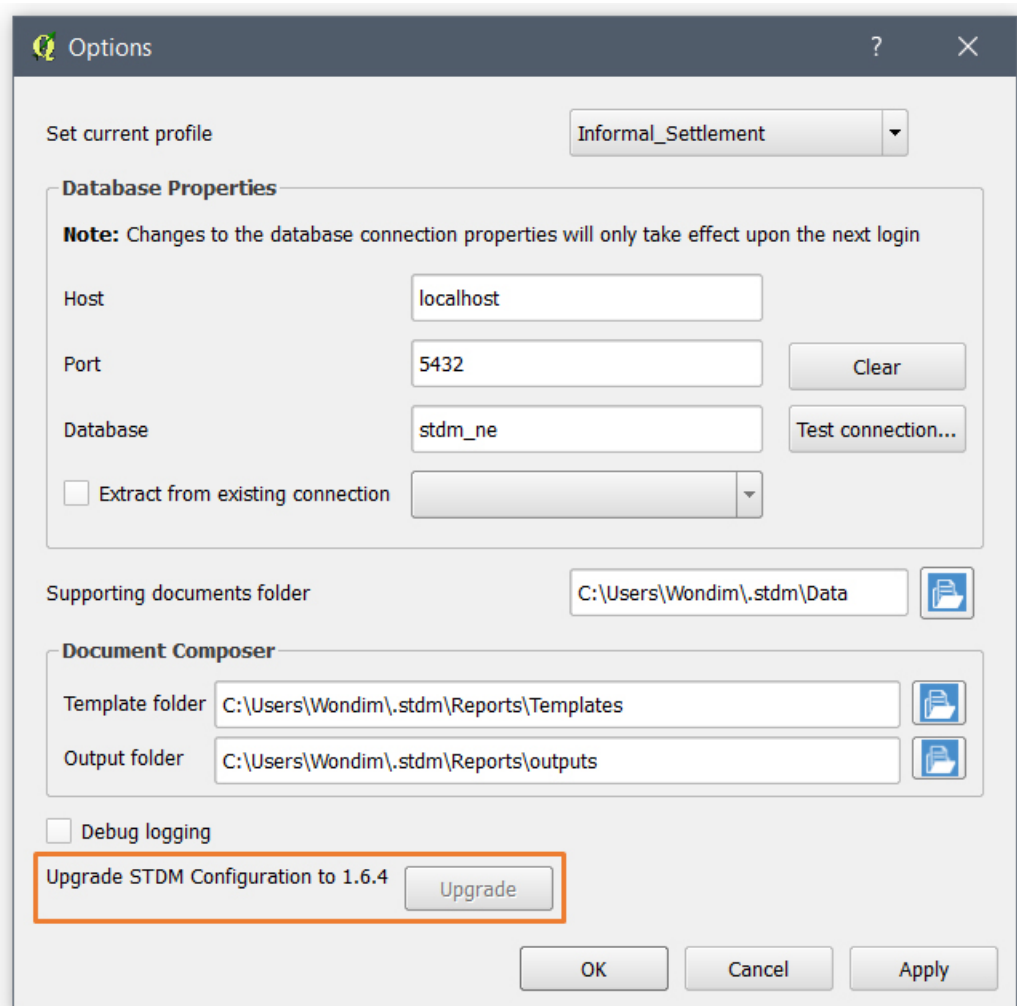 Options ?
Set current profile Informal_Settlement
Database Properties
Note: Changes to the database connection properties will only take effect upon the next login
Host localhost
Port 5432 Clear
Database stdm_ne Test connection...
Extract from existing connection
Supporting documents folder C:\Users\Wondim\.stdm\Data
Document Composer
Template folder C:\Users\Wondim\.stdm\Reports\Templates
Output folder C:\Users\Wondim\.stdm\Reports\outputs
Debug logging
Upgrade STDM Configuration to 1.6.4 Upgrade
OK Cancel Apply